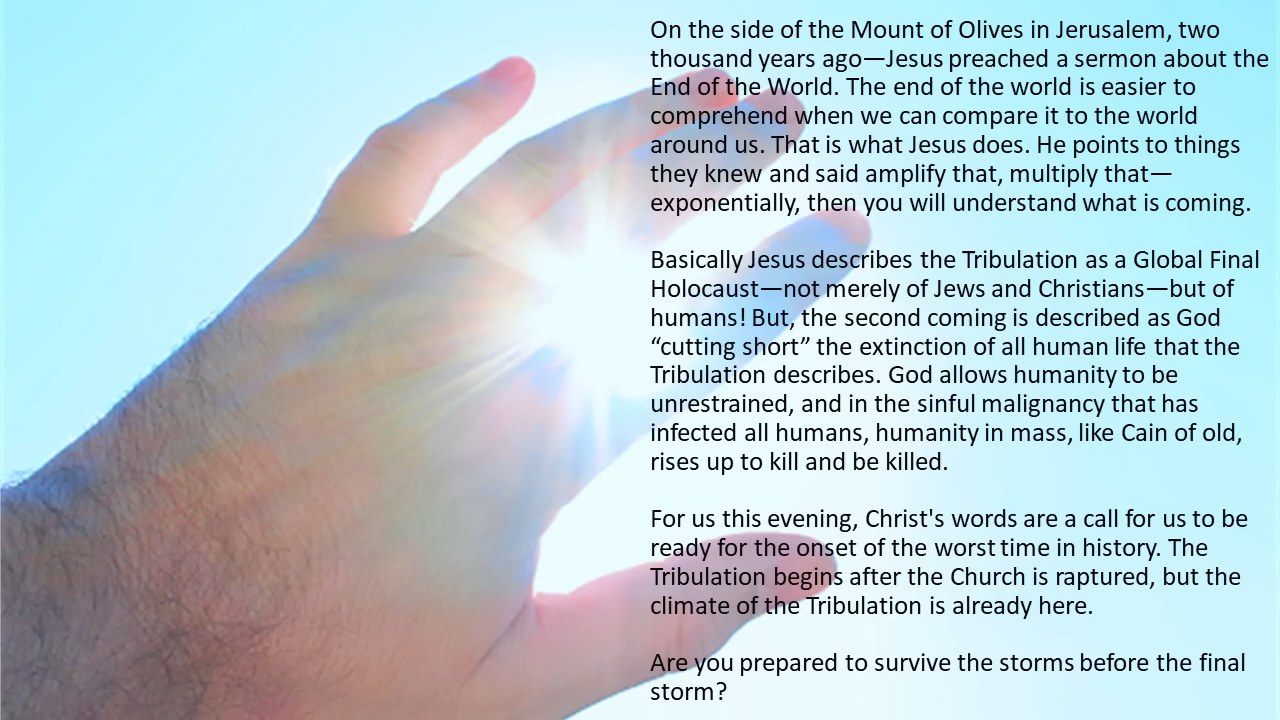 On the side of the Mount of Olives in Jerusalem, two
thousand years ago—Jesus preached a sermon about the
End of the World. The end of the world is easier to
comprehend when we can compare it to the world
around us. That is what Jesus does. He points to things
they knew and said amplify that, multiply that—
exponentially, then you will understand what is coming.
Basically Jesus describes the Tribulation as a Global Final
Holocaust—not merely of Jews and Christians—but of
humans! But, the second coming is described as God
“cutting short” the extinction of all human life that the
Tribulation describes. God allows humanity to be
unrestrained, and in the sinful malignancy that has
infected all humans, humanity in mass, like Cain of old,
rises up to kill and be killed.
For us this evening, Christ's words are a call for us to be
ready for the onset of the worst time in history. The
Tribulation begins after the Church is raptured, but the
climate of the Tribulation is already here.
Are you prepared to survive the storms before the final
storm?